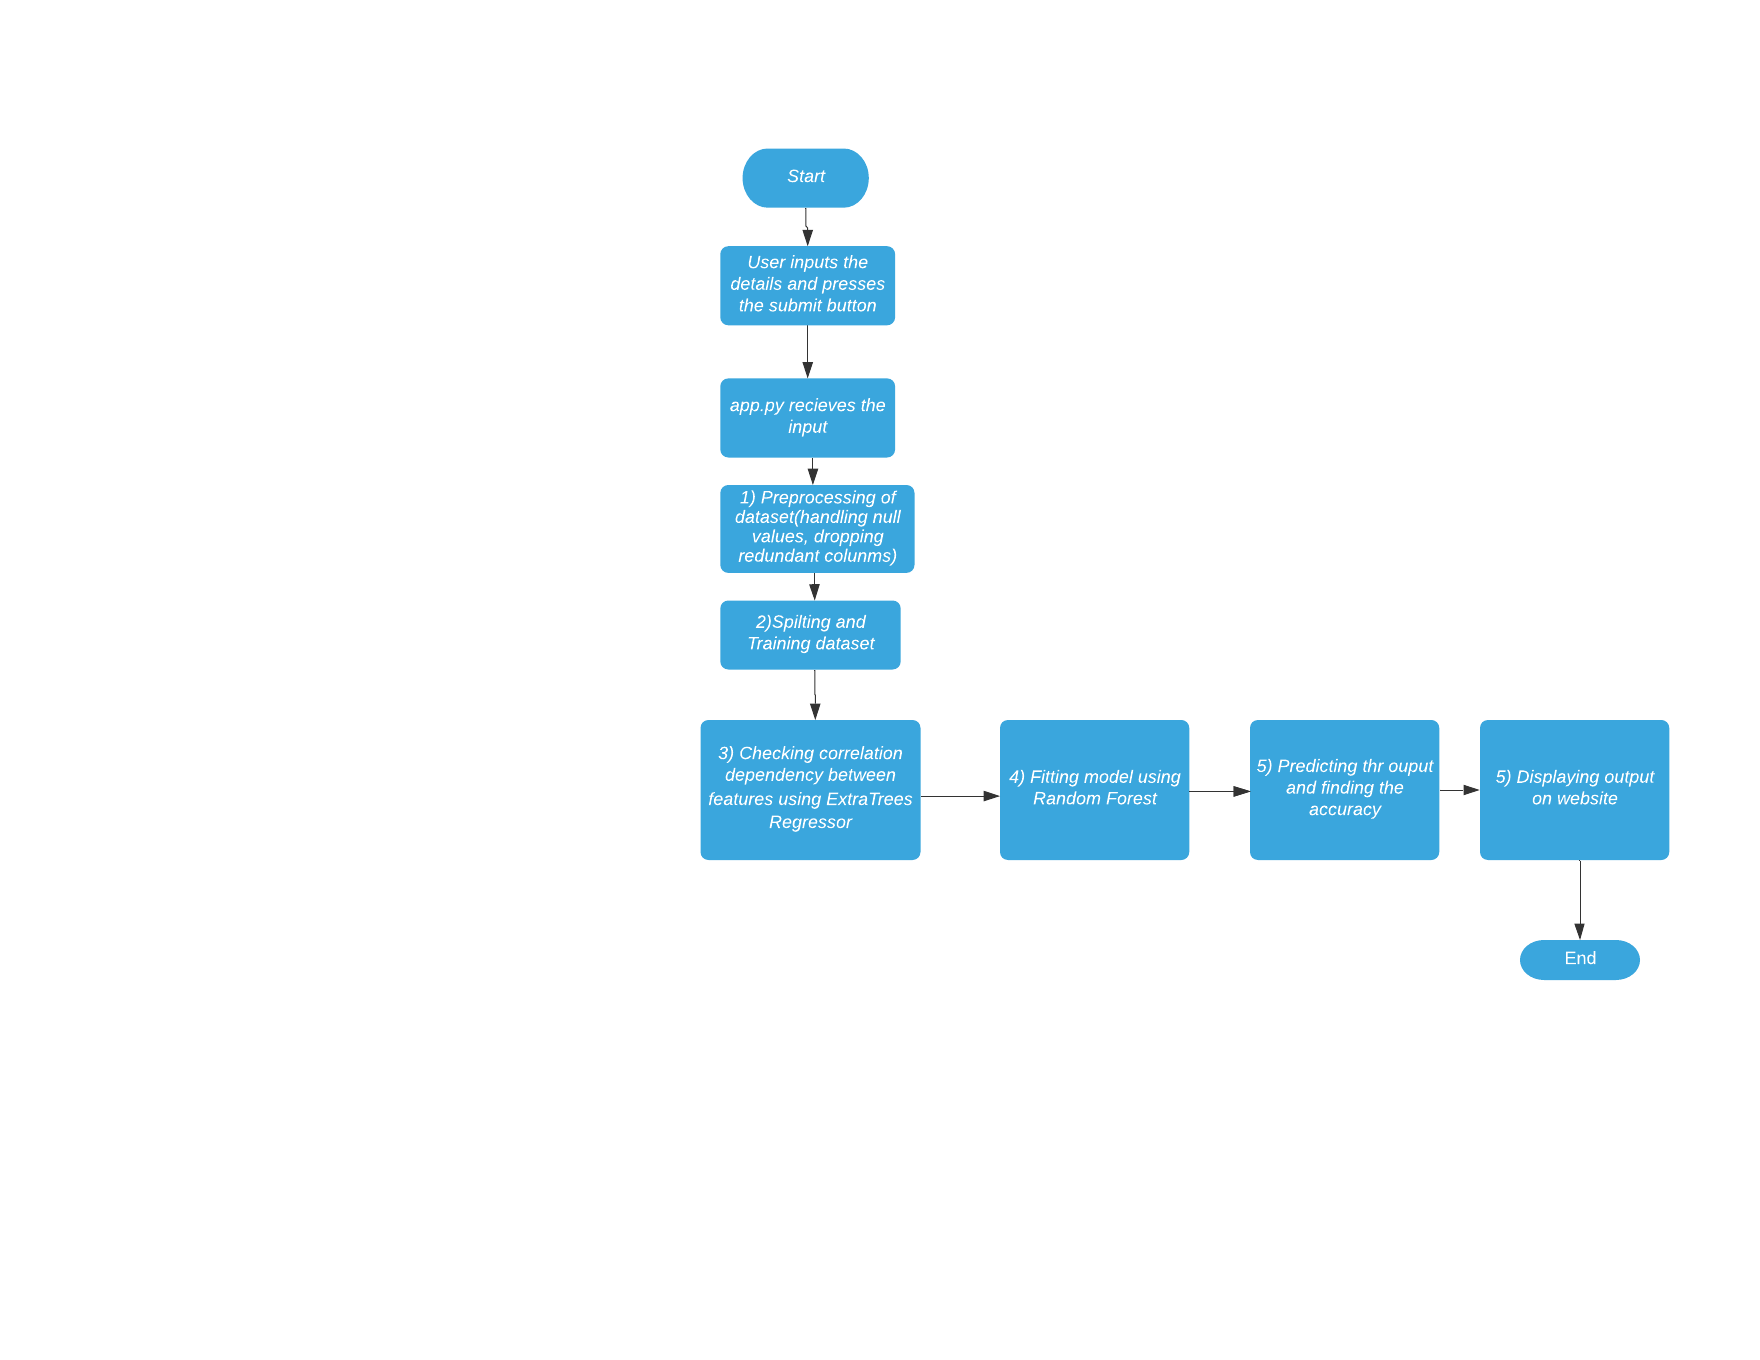 Start
User inputs the
details and presses
the submit button
app.py recieves the
input
1) Preprocessing of
dataset(handling null
values, dropping
redundant colunms)
2)Spilting and
Training dataset
3) Checking correlation
dependency between
features using ExtraTrees
Regressor
4) Fitting model using
Random Forest
5) Predicting thr ouput
and finding the
accuracy
5) Displaying output
on website
End